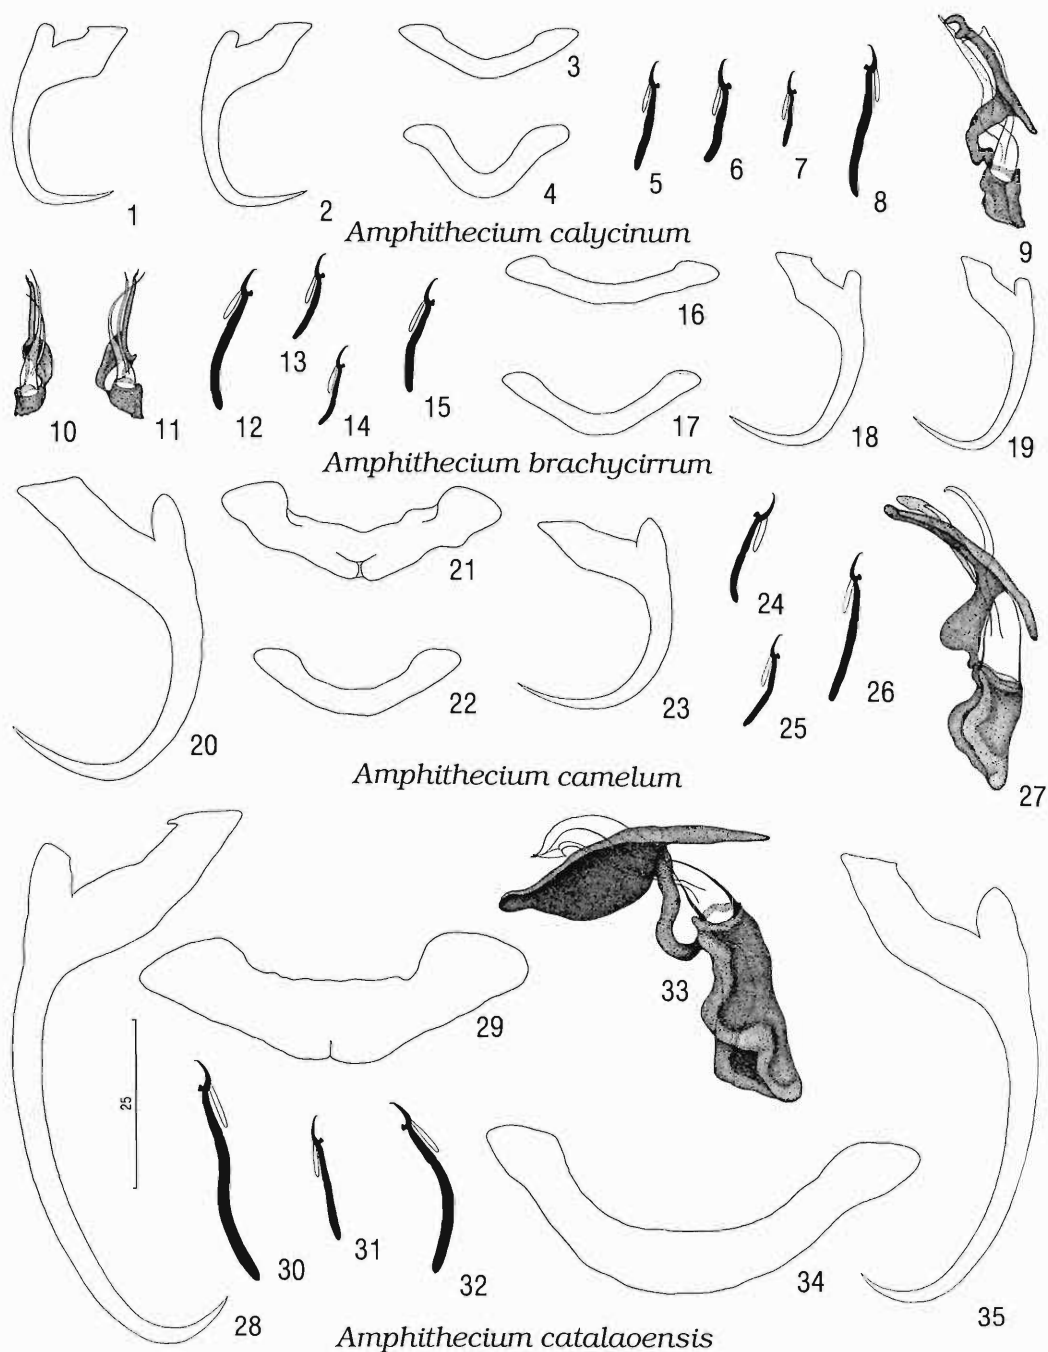 1 2 3
4 5 6 7 8
Amphithecium calycinum
9
10 11 12 13 14 15 16
17 18 19
Amphithecium brachycirrum
20 21 22 23 24 25 26
Amphithecium camelum
27
28 29 30 31 32 33 34 35
25
Amphithecium catalaoensis